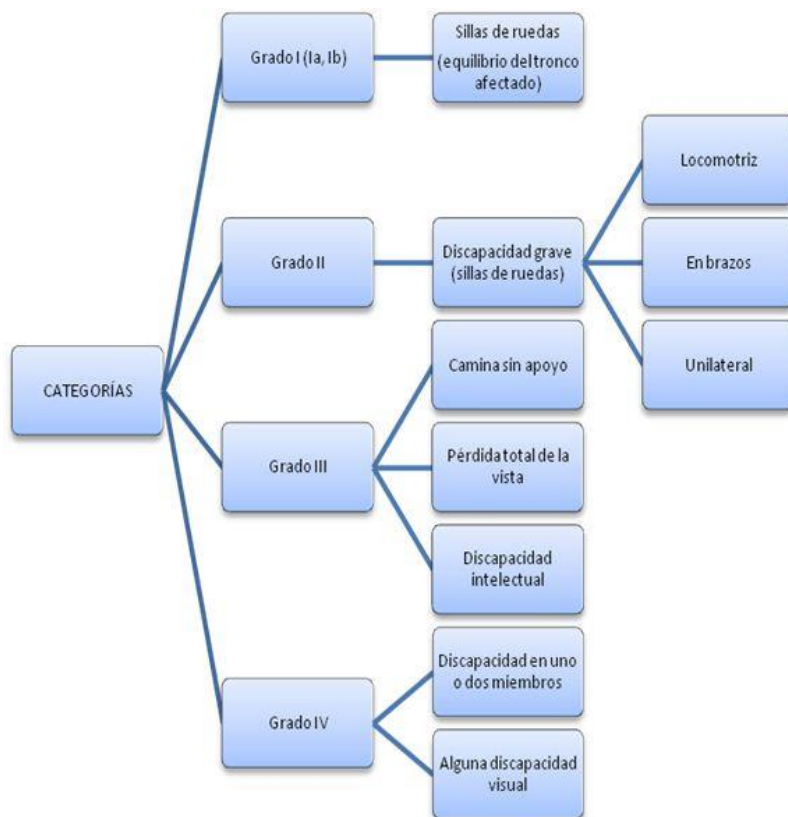 CATEGORÍAS
Grado I (Ia, Ib)
Sillas de ruedas
(equilibrio del tronco
afectado)
Grado II
Discapacidad grave
(sillas de ruedas)
Locomotriz
En brazos
Unilateral
Grado III
Camina sin apoyo
Pérdida total de la
vista
Discapacidad
intelectual
Grado IV
Discapacidad en uno
o dos miembros
Alguna discapacidad
visual